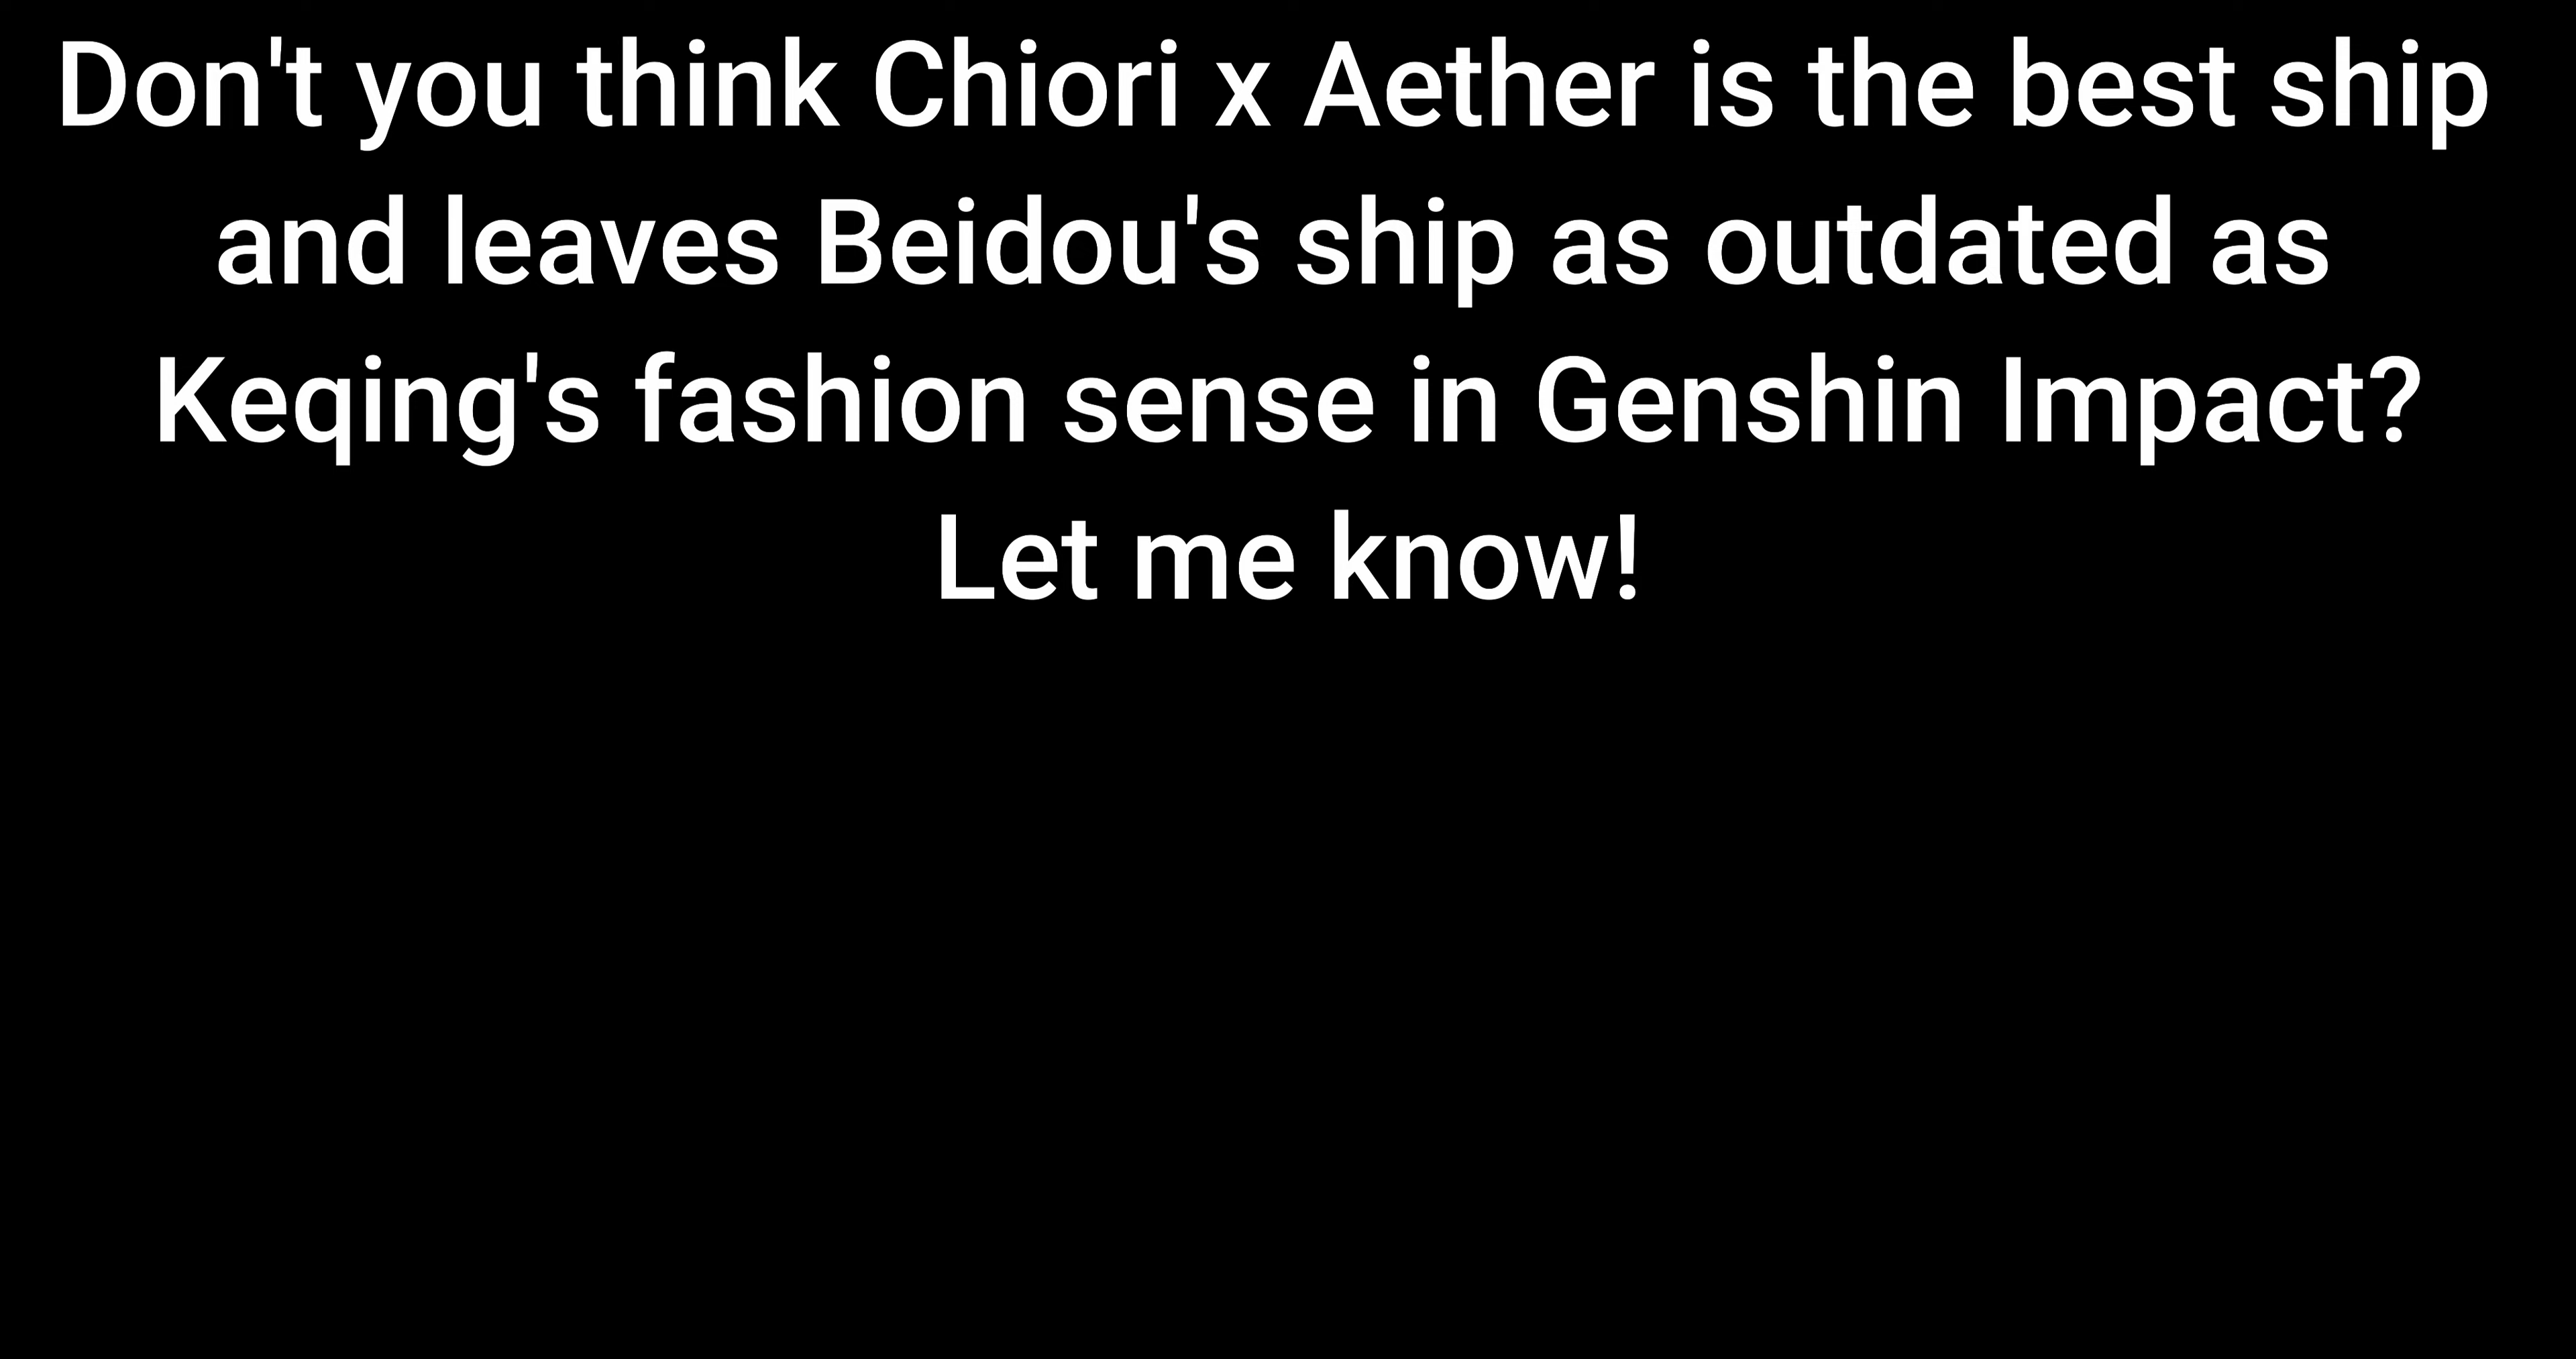 Don't you think Chiori x Aether is the best ship
and leaves Beidou's ship as outdated as
Keqing's fashion sense in Genshin Impact?
Let me know!